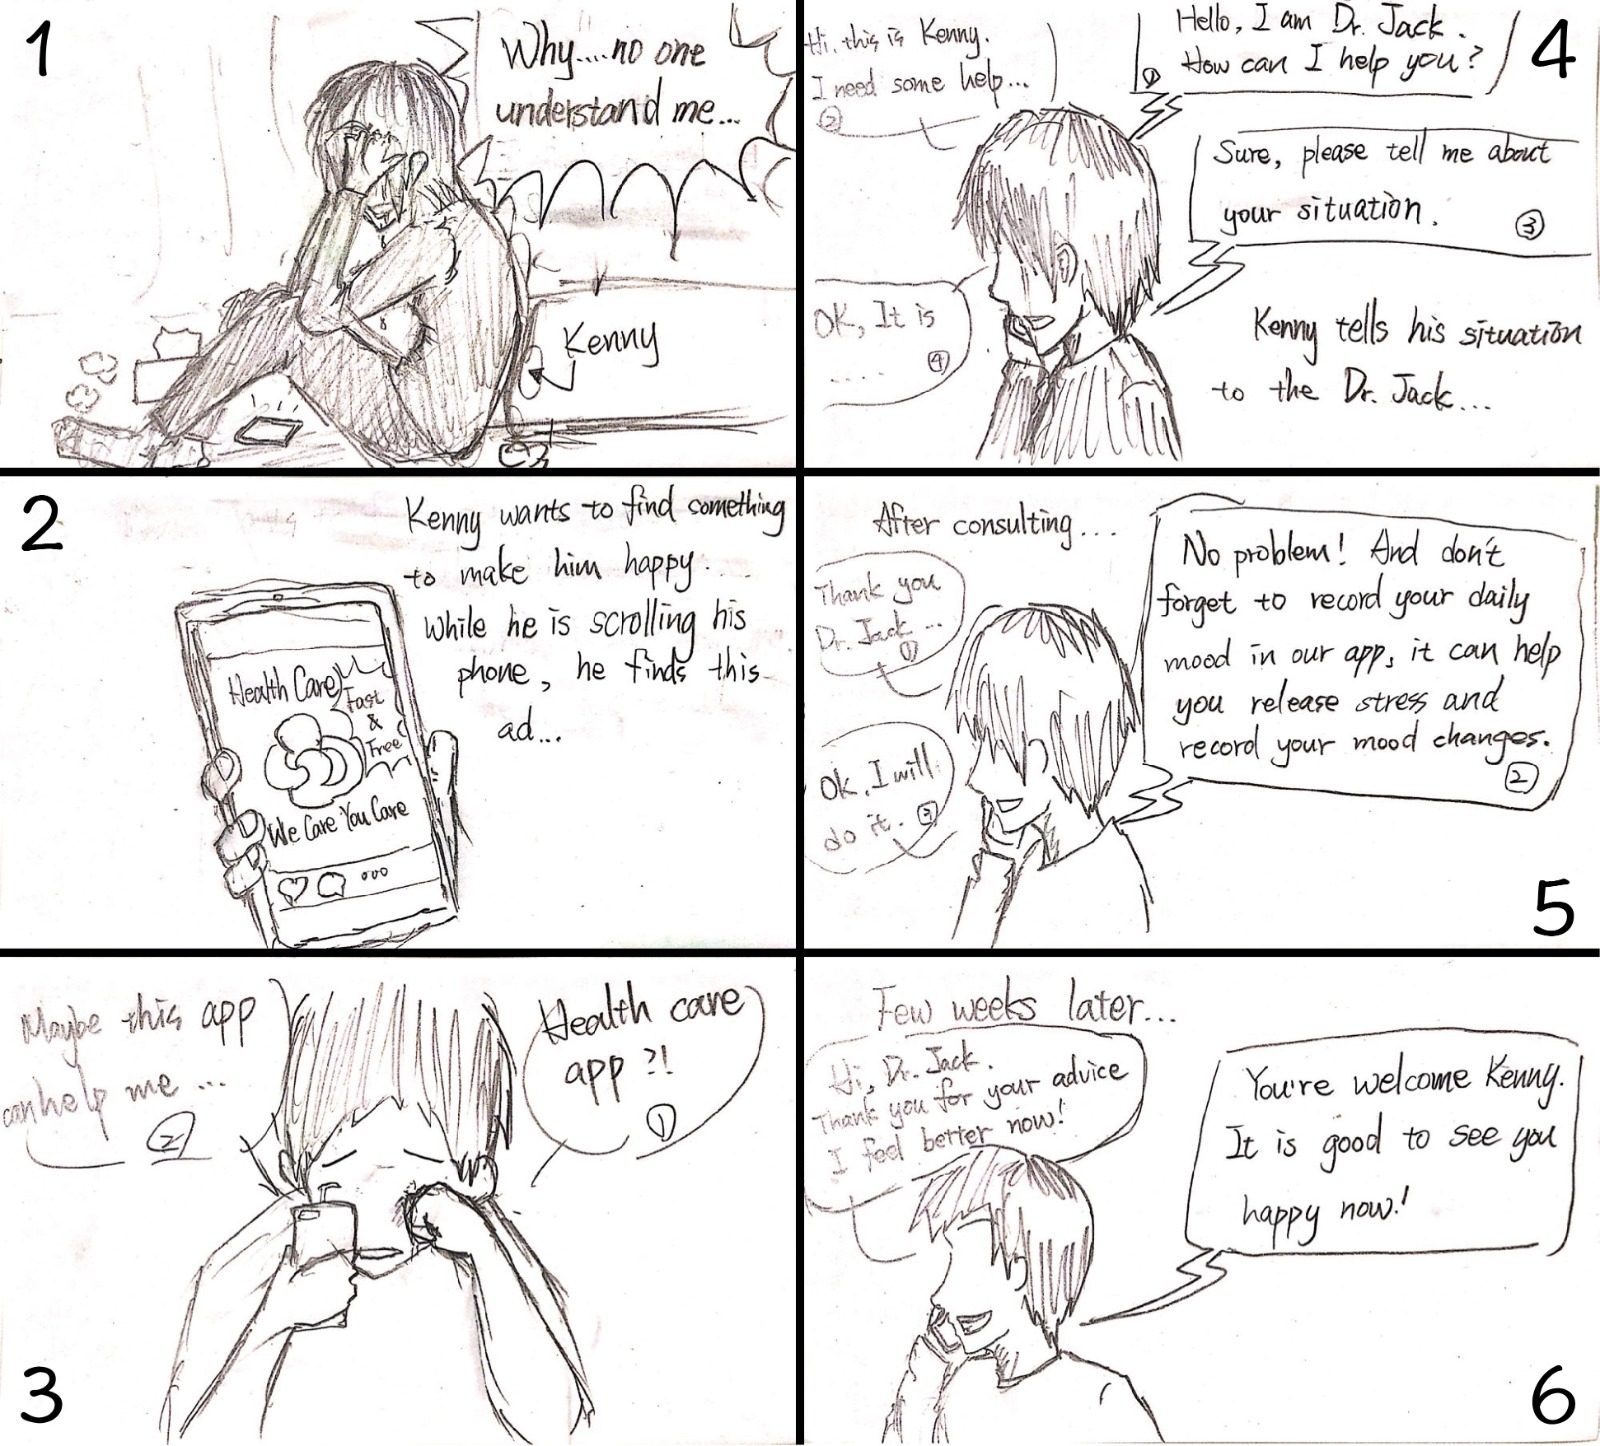 1
Why....no one
understand me...
Kenny
2
Kenny wants to find something
to make him happy.
While he is scrolling his
phone, he finds this
ad...
Health Care
Fast
&
Free
We Care You Care
3
Health care
app?!
①
Maybe this app
can help me ...
②
4
Hello, I am Dr. Jack.
How can I help you?
①
Hi, this is Kenny.
I need some help...
②
Sure, please tell me about
your situation.
③
OK, It is
....
④
Kenny tells his situation
to the Dr. Jack...
5
After consulting...
Thank you
Dr. Jack...
①
No problem! And don't
forget to record your daily
mood in our app, it can help
you release stress and
record your mood changes.
②
Ok, I will
do it.
③
6
Few weeks later...
Hi, Dr. Jack.
Thank you for your advice
I feel better now!
You're welcome Kenny.
It is good to see you
happy now!